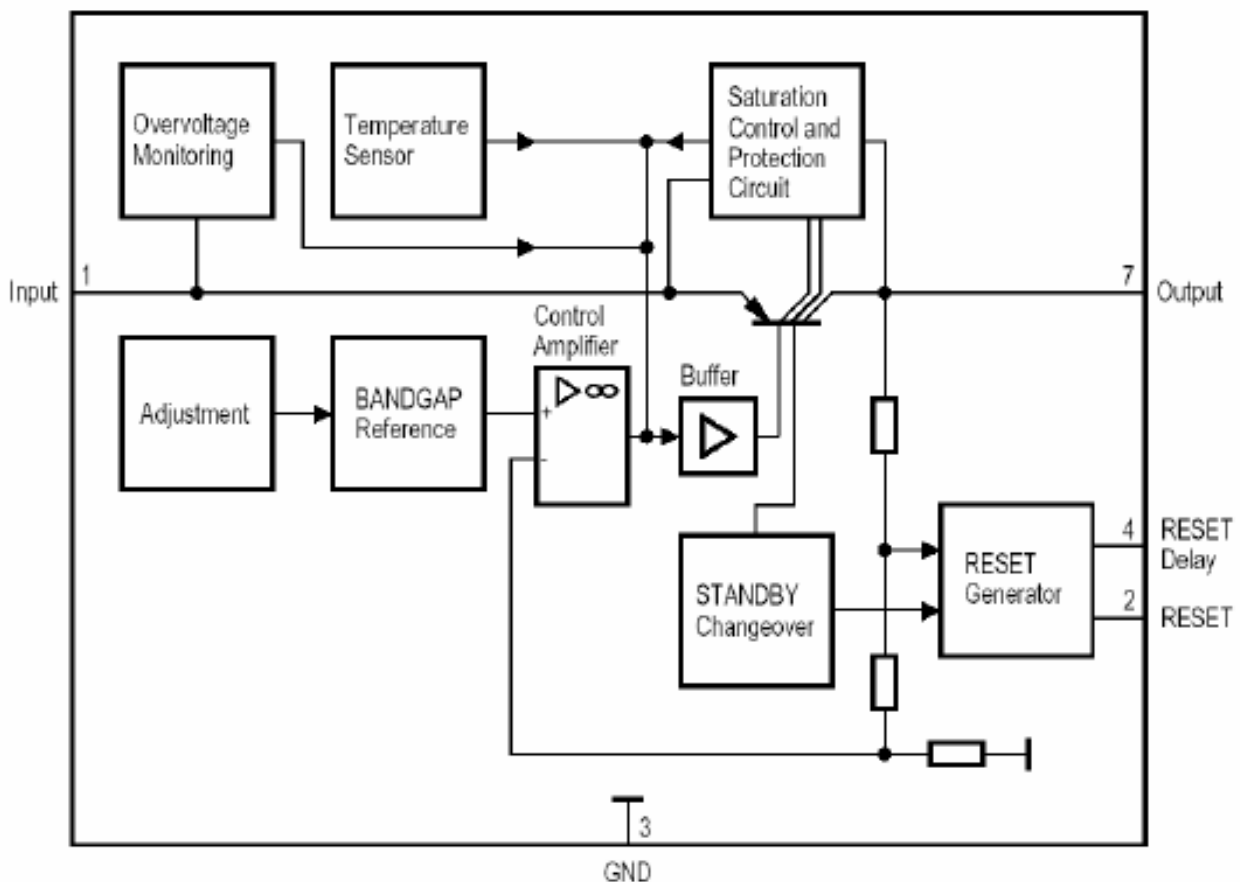 Overvoltage
Monitoring
Temperature
Sensor
Saturation
Control and
Protection
Circuit
1
7
Input
Output
Control
Amplifier
Adjustment
BANDGAP
Reference
+
-
∞
Buffer
STANDBY
Changeover
RESET
Generator
4
RESET
Delay
2
RESET
3
GND